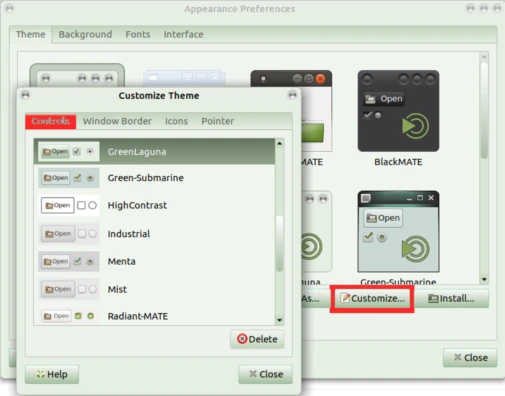 Appearance Preferences
Theme Background Fonts Interface
Customize Theme
Controls Window Border Icons Pointer
Open GreenLaguna
Open Green-Submarine
Open HighContrast
Open Industrial
Open Menta
Open Mist
Open Radiant-MATE
Delete
Help Close
Open
BlackMATE
Open
Green-Submarine
As... Customize... Install...
Close